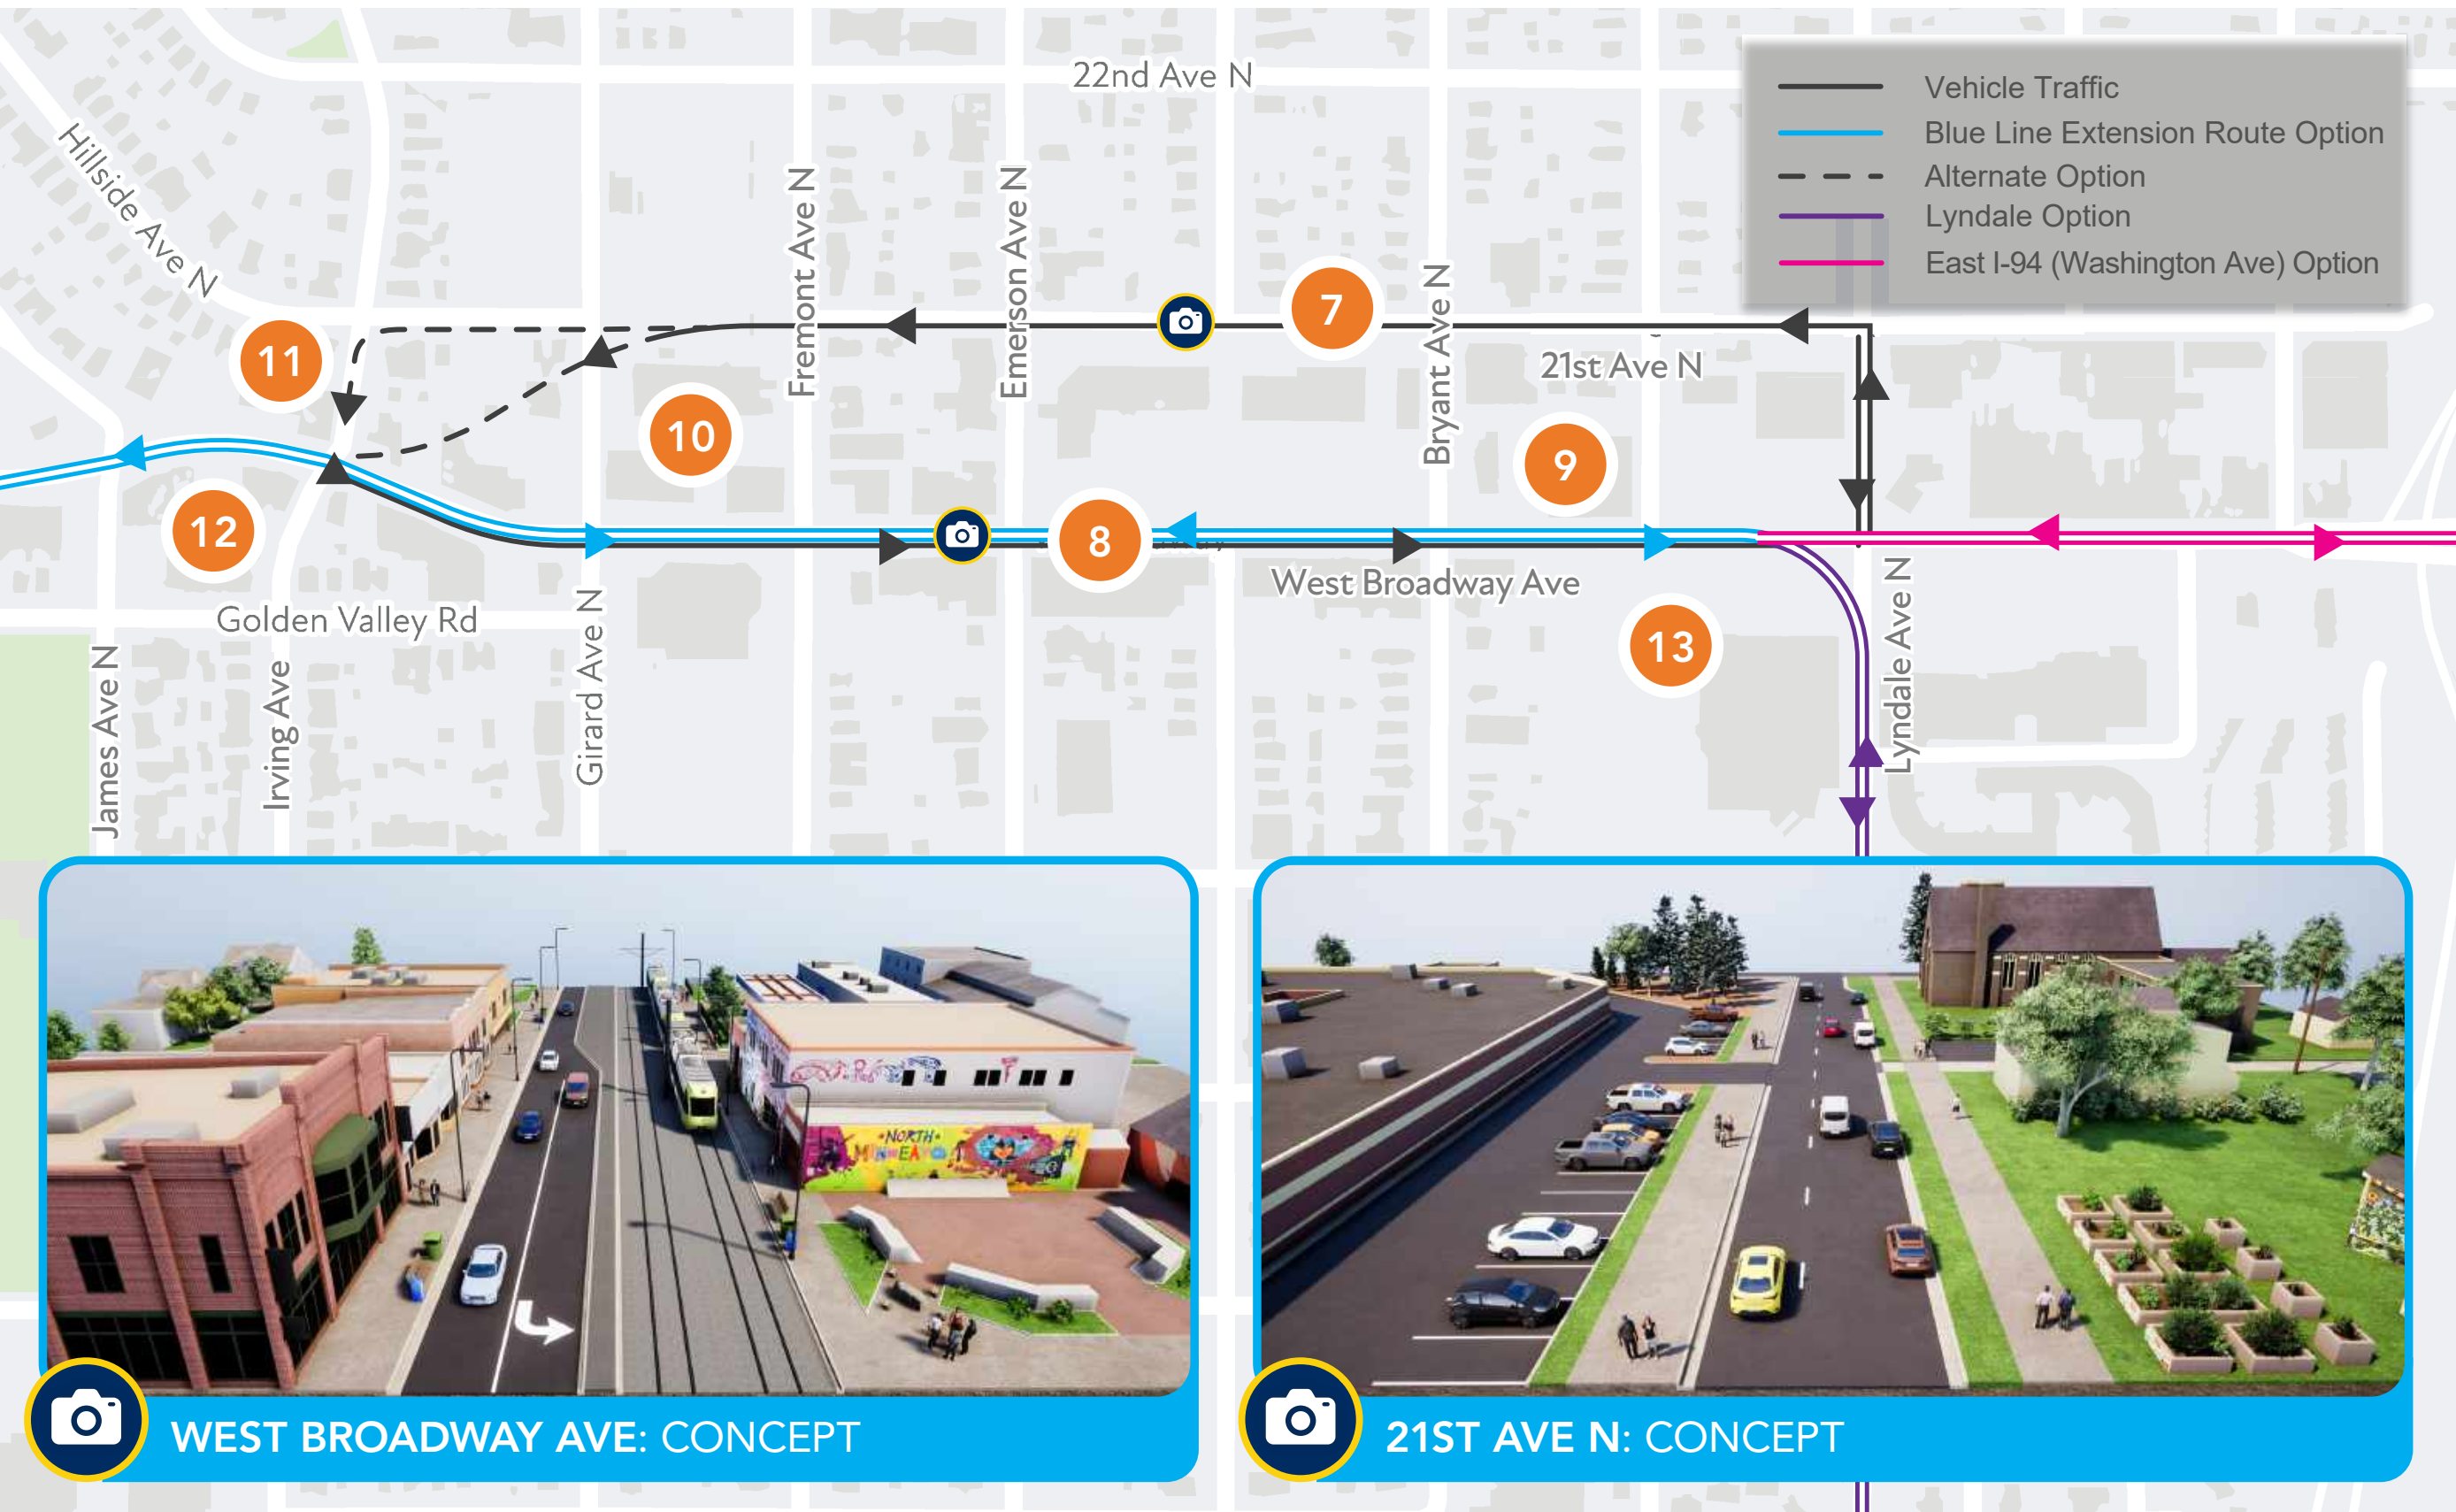 22nd Ave N
Vehicle Traffic
Blue Line Extension Route Option
Alternate Option
Lyndale Option
East I-94 (Washington Ave) Option
Hillside Ave N
Fremont Ave N
Emerson Ave N
Bryant Ave N
7
21st Ave N
11
10
9
12
8
West Broadway Ave
Golden Valley Rd
13
James Ave N
Irving Ave
Girard Ave N
Lyndale Ave N
NORTH
WEST BROADWAY AVE: CONCEPT
21ST AVE N: CONCEPT